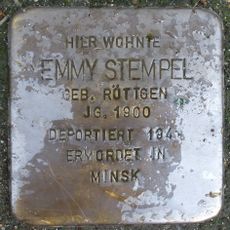 HIER WOHNTE
EMMY STEMPEL
GEB. RÖTTGEN
JG. 1900
DEPORTIERT
ERMORDET IN
MINSK